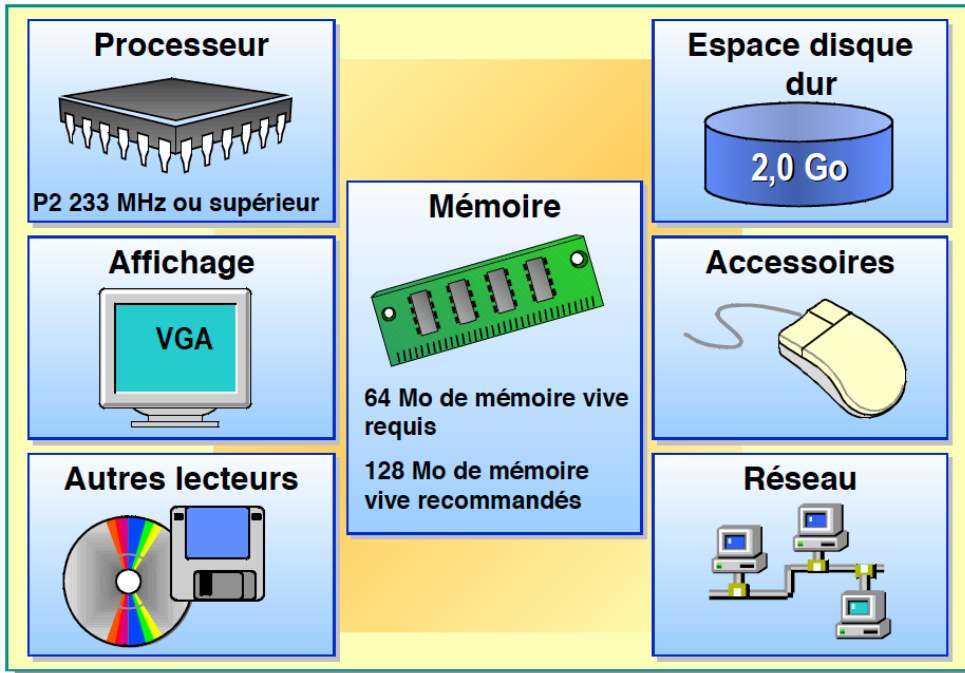 Processeur
P2 233 MHz ou supérieur
Affichage
VGA
Autres lecteurs
Mémoire
64 Mo de mémoire vive
requis
128 Mo de mémoire
vive recommandés
Espace disque
dur
2,0 Go
Accessoires
Réseau